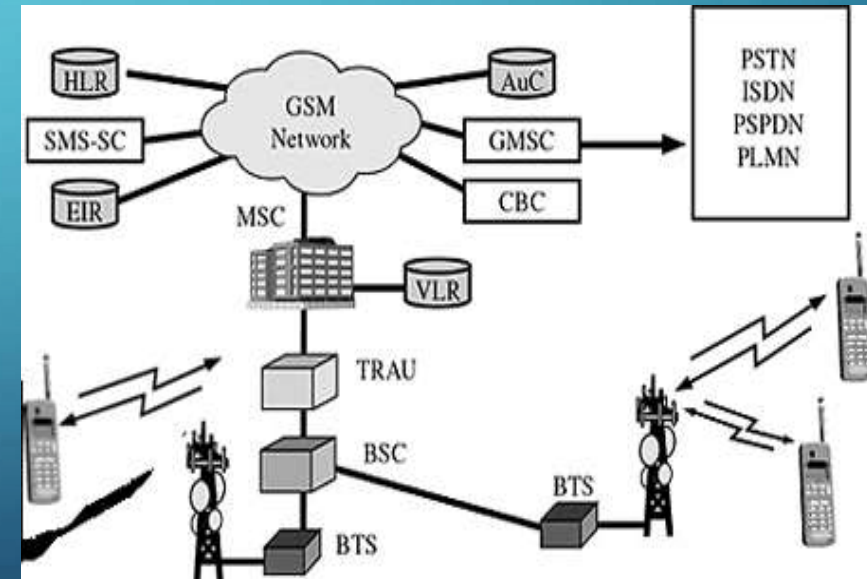 HLR
SMS-SC
EIR
GSM
Network
AuC
GMSC
CBC
PSTN
ISDN
PSPDN
PLMN
MSC
VLR
TRAU
BSC
BTS
BTS